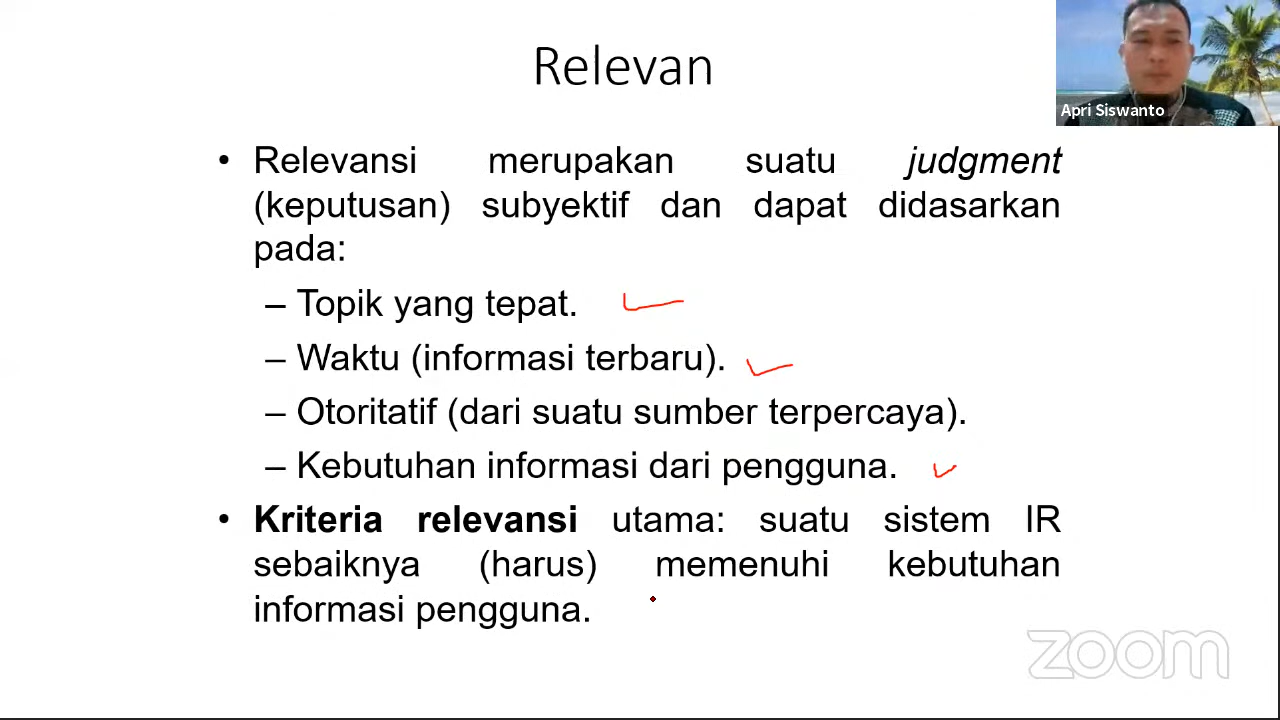 Relevan
Apri Siswanto
• Relevansi merupakan suatu judgment
(keputusan) subyektif dan dapat didasarkan
pada:
– Topik yang tepat.
– Waktu (informasi terbaru).
– Otoritatif (dari suatu sumber terpercaya).
– Kebutuhan informasi dari pengguna.
• Kriteria relevansi utama: suatu sistem IR
sebaiknya (harus) memenuhi kebutuhan
informasi pengguna.
zoom